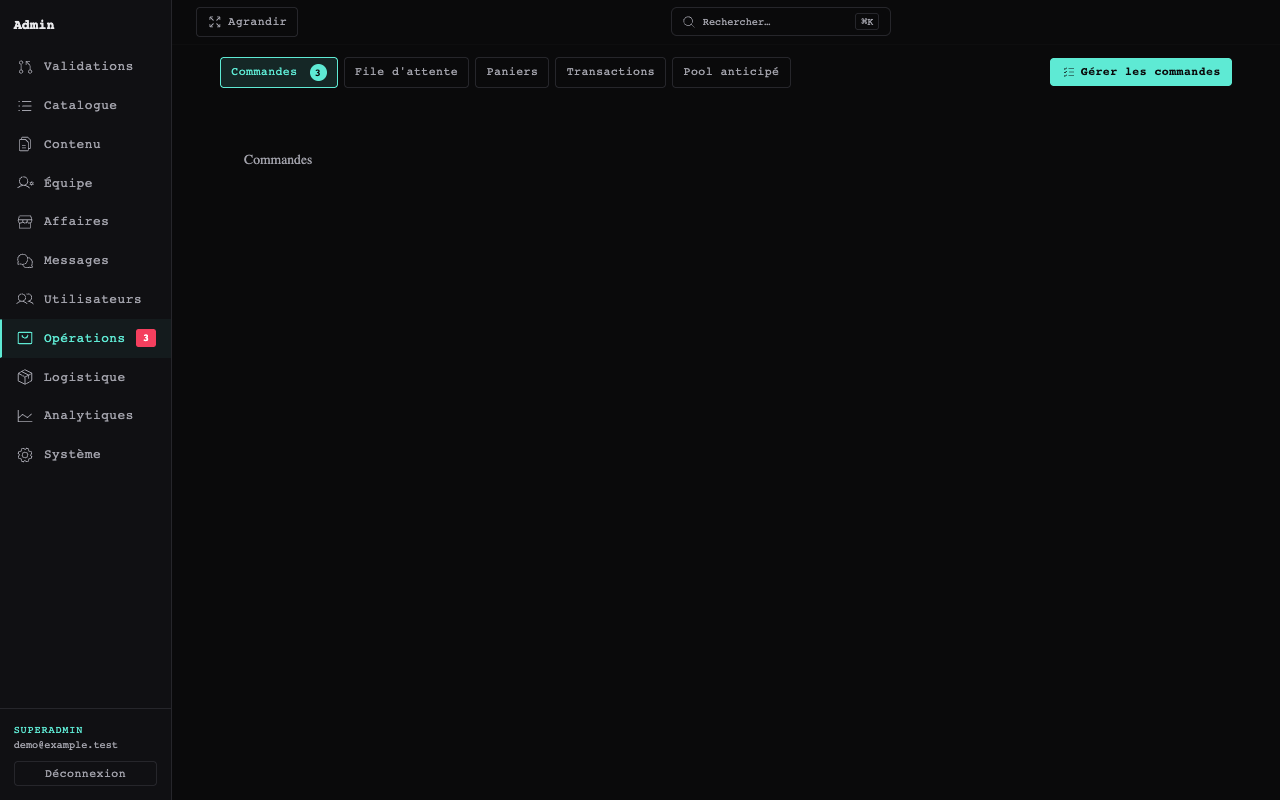 Admin
Validations
Catalogue
Contenu
Équipe
Affaires
Messages
Utilisateurs
Opérations 3
Logistique
Analytiques
Système
SUPERADMIN
demo@example.test
Déconnexion
Agrandir
Rechercher… ⌘K
Commandes 3 File d'attente Paniers Transactions Pool anticipé Gérer les commandes
Commandes